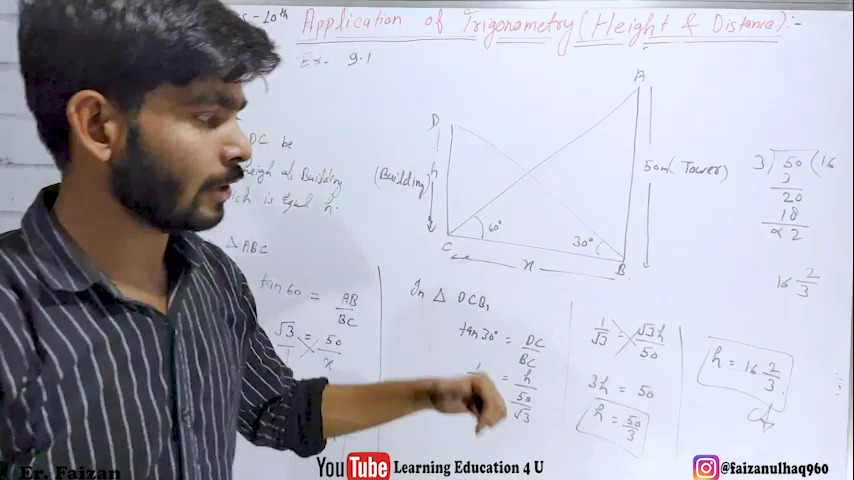 10th Application of Trigonometry (Height & Distance):-
Ex- 9.1
DC be
Heigh of Building
is Equal h.
△ ABC
tan 60 = AB/BC
√3/1 = 50/x
A
D
h
(Building)
60°
C
x
30°
B
50m (Tower)
3) 50 (16
3
20
18
× 2
16 2/3
In △ DCB,
tan 30° = DC/BC
= h/50/√3
1/√3 = √3h/50
3h = 50
h = 50/3
h = 16 2/3
Er. Faizan
YouTube Learning Education 4 U
@faizanulhaq960